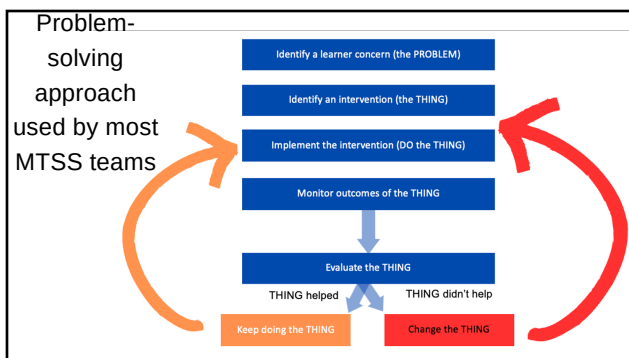 Problem-
solving
approach
used by most
MTSS teams
Identify a learner concern (the PROBLEM)
Identify an intervention (the THING)
Implement the intervention (DO the THING)
Monitor outcomes of the THING
Evaluate the THING
THING helped
THING didn't help
Keep doing the THING
Change the THING